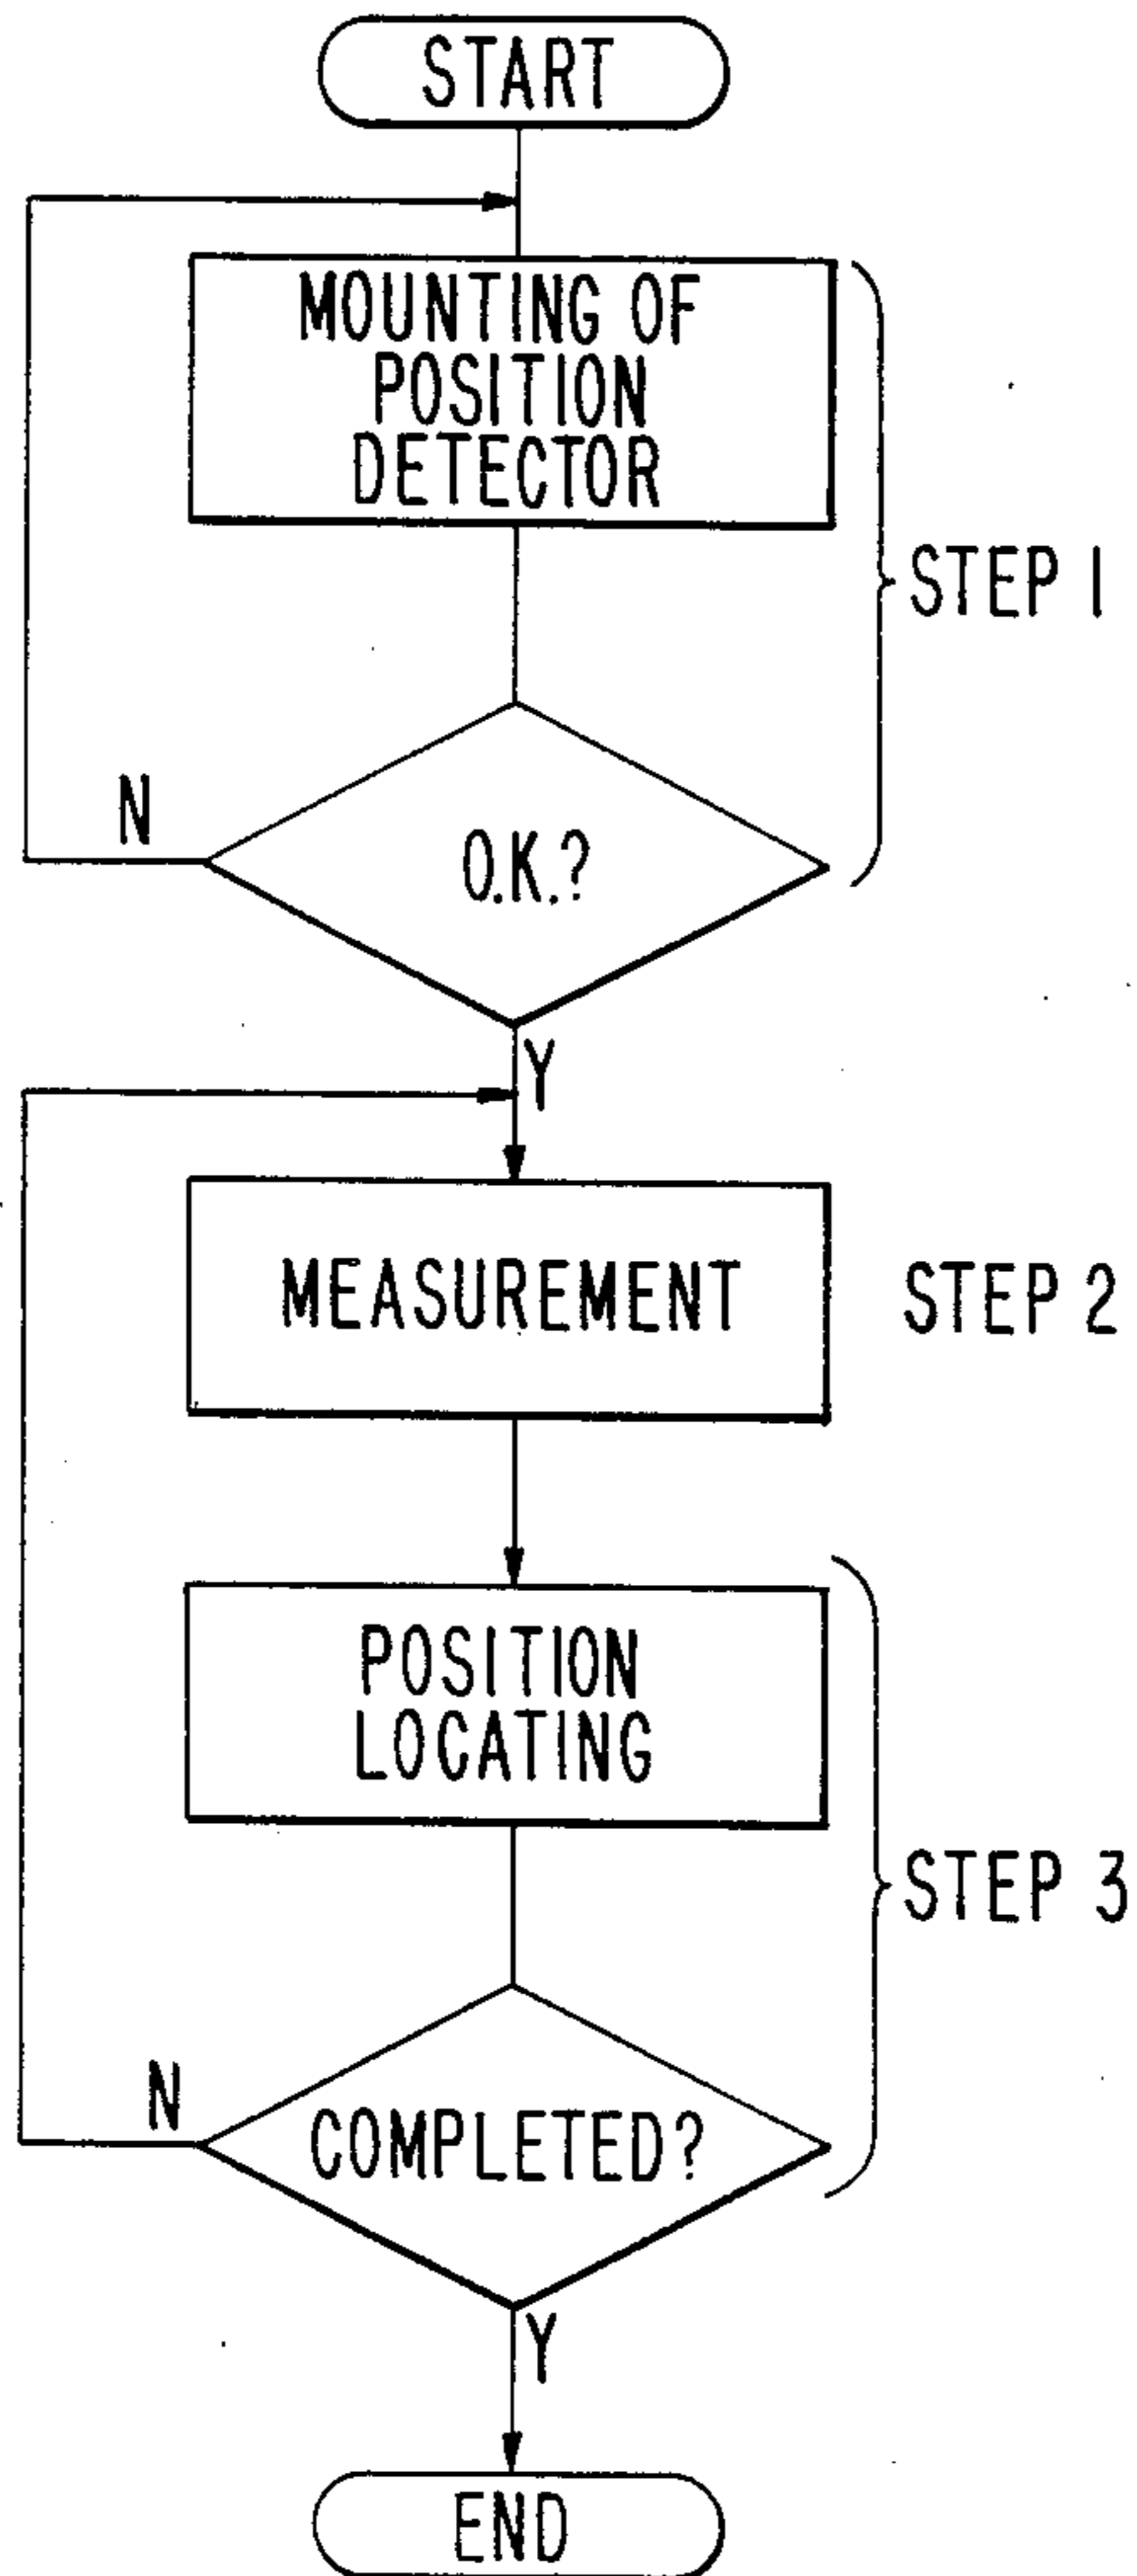 START
MOUNTING OF
POSITION
DETECTOR
STEP 1
N
O.K.?
Y
MEASUREMENT
STEP 2
POSITION
LOCATING
STEP 3
N
COMPLETED?
Y
END